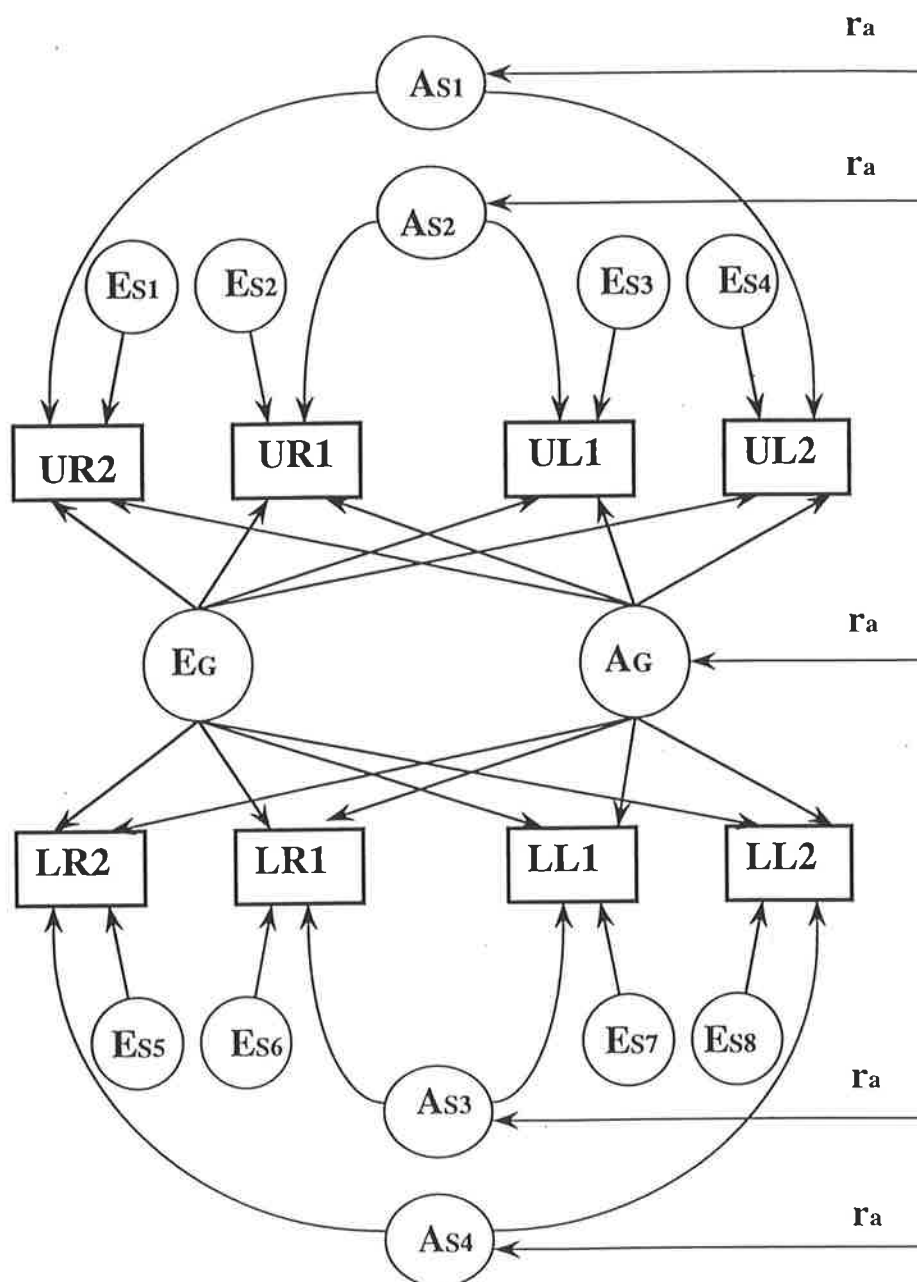 ra
AS1
ra
AS2
ES1 ES2 ES3 ES4
UR2 UR1 UL1 UL2
EG AG ra
LR2 LR1 LL1 LL2
ES5 ES6 ES7 ES8
ra
AS3
ra
AS4